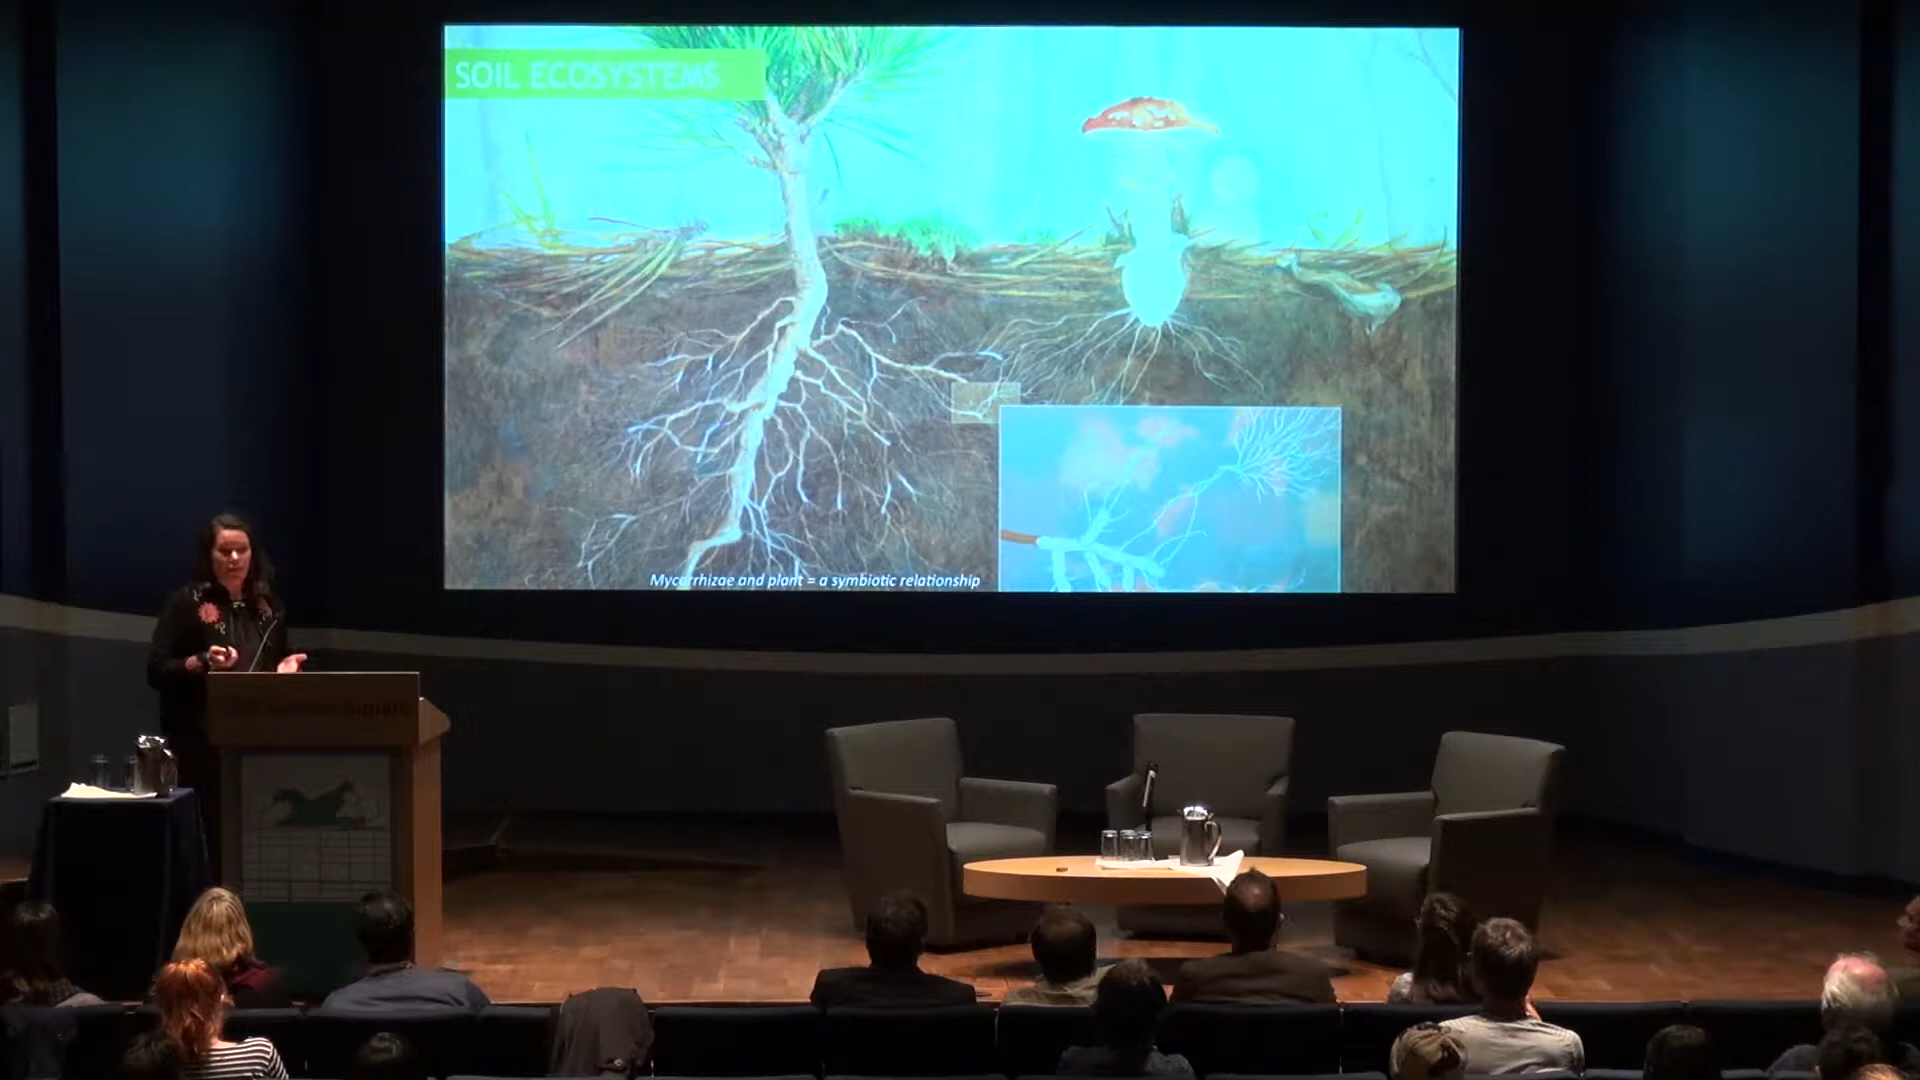 SOIL ECOSYSTEMS
Mycorrhizae and plant = a symbiotic relationship